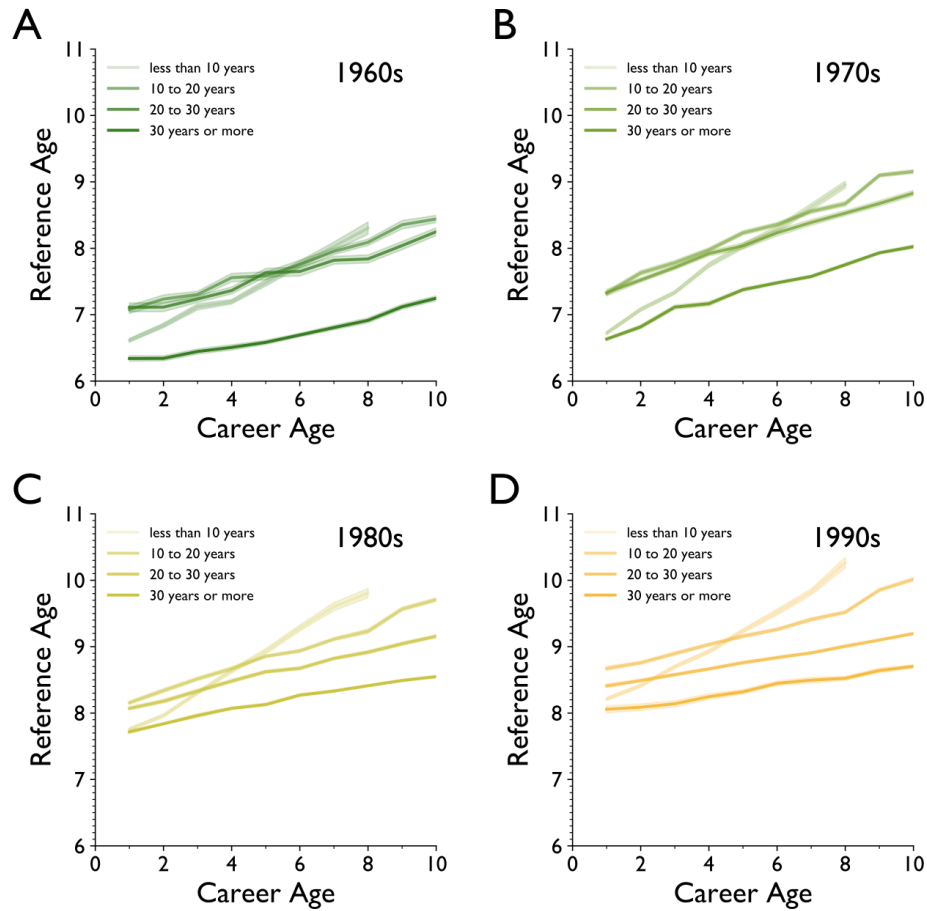 A
B
11
10
9
8
7
6
less than 10 years
10 to 20 years
20 to 30 years
30 years or more
1960s
Reference Age
0 2 4 6 8 10
Career Age
11
10
9
8
7
6
less than 10 years
10 to 20 years
20 to 30 years
30 years or more
1970s
Reference Age
0 2 4 6 8 10
Career Age
C
D
11
10
9
8
7
6
less than 10 years
10 to 20 years
20 to 30 years
30 years or more
1980s
Reference Age
0 2 4 6 8 10
Career Age
11
10
9
8
7
6
less than 10 years
10 to 20 years
20 to 30 years
30 years or more
1990s
Reference Age
0 2 4 6 8 10
Career Age